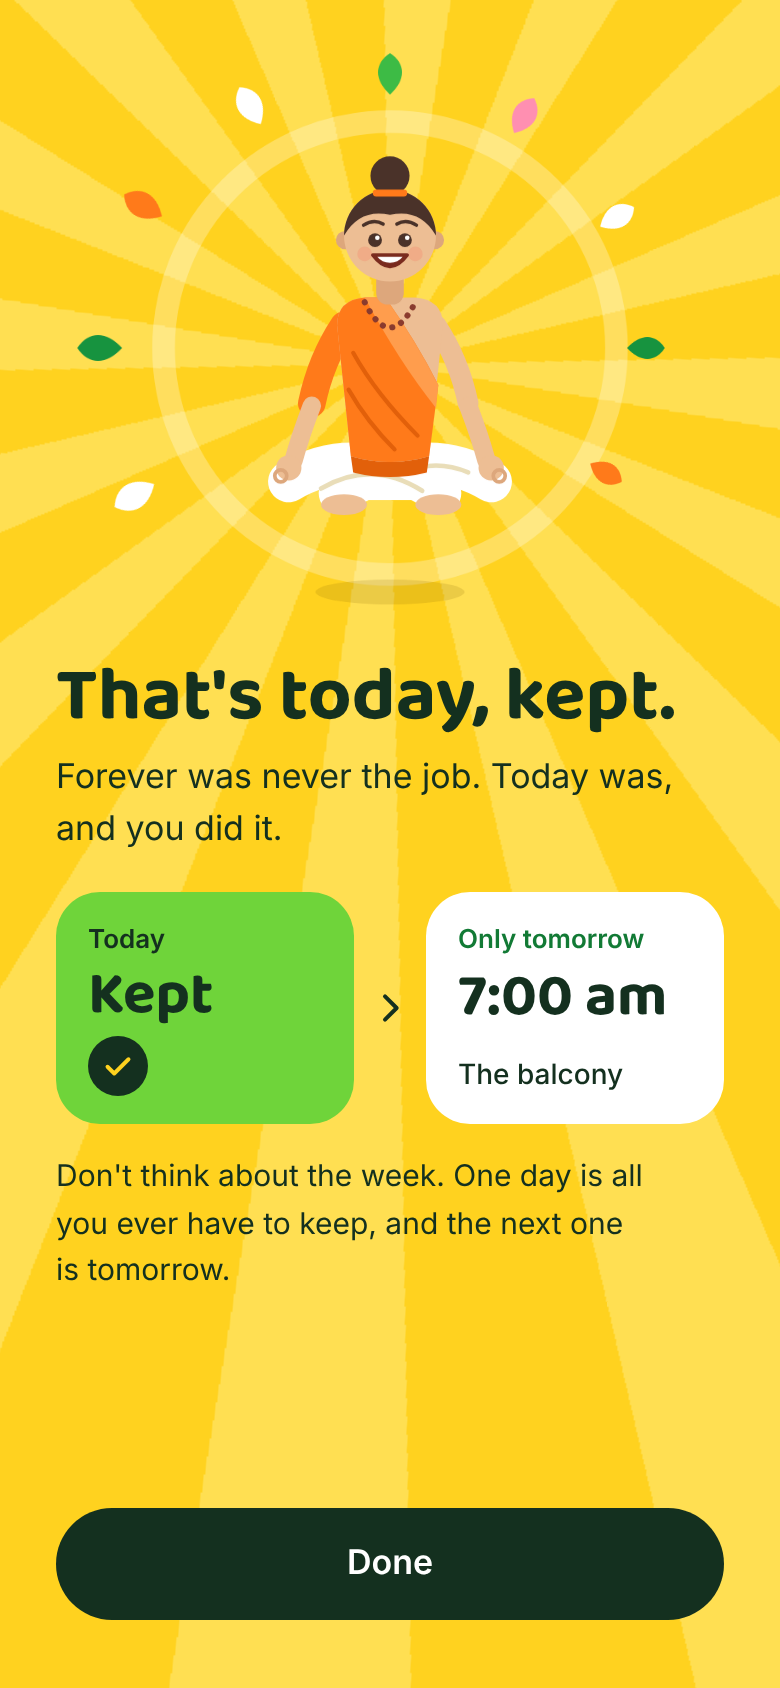 That's today, kept.
Forever was never the job. Today was,
and you did it.
Today
Kept
Only tomorrow
7:00 am
The balcony
Don't think about the week. One day is all
you ever have to keep, and the next one
is tomorrow.
Done